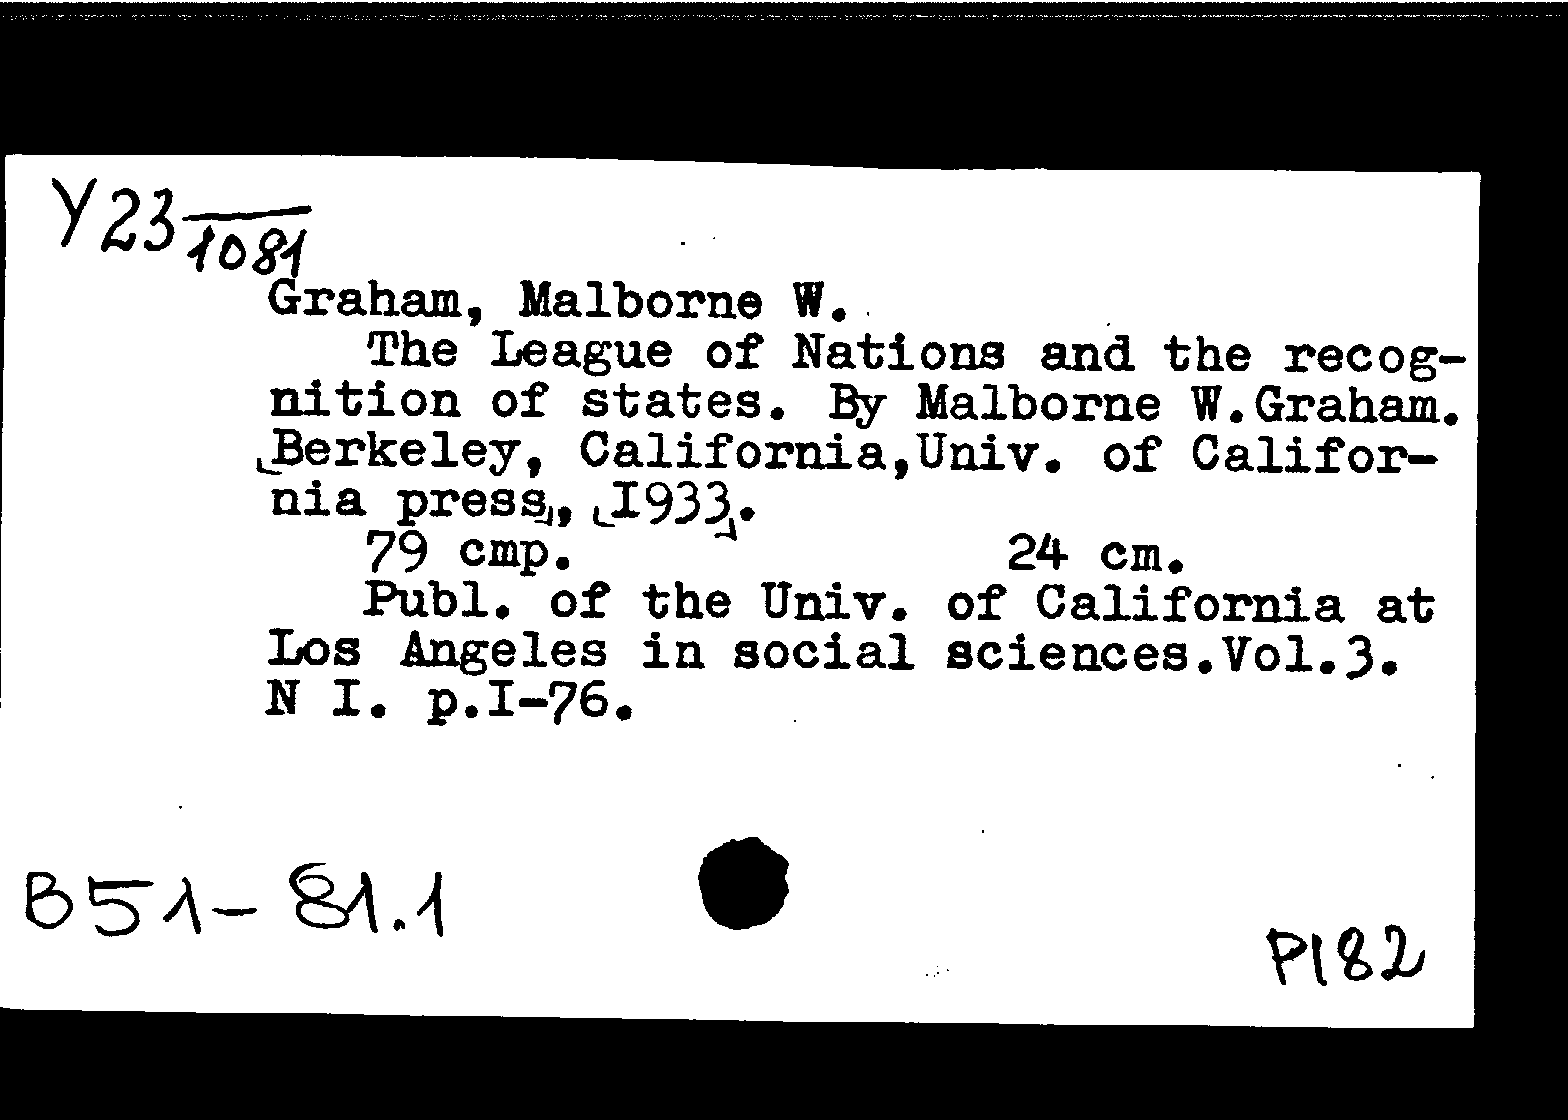 У23 1081
Graham, Malborne W.
The League of Nations and the recog-
nition of states. By Malborne W.Graham.
[Berkeley, California,Univ. of Califor-
nia press], [I933].
79 cmp. 24 cm.
Publ. of the Univ. of California at
Los Angeles in social sciences.Vol.3.
N I. p.I-76.
B51-81.1
P182